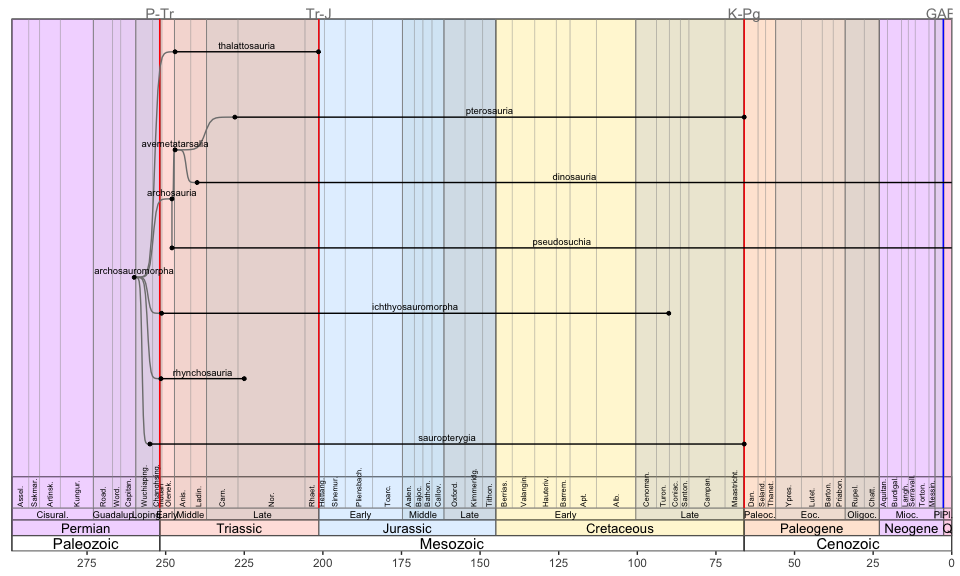 P-Tr Tr-J K-Pg GAE
thalattosauria
pterosauria
avemetatarsalia
dinosauria
archosauria
pseudosuchia
archosauromorpha
ichthyosauromorpha
rhynchosauria
sauropterygia
Assel. Sakmar. Artinsk. Kungur. Road. Word. Capitan. Wuchiaping. Changhsing. Olenek. Anis. Ladin. Carn. Nor. Rhaet. Hettang. Sinemur. Pliensbach. Toarc. Aalen. Bajoc. Bathon. Callov. Oxford. Kimmeridg. Tithon. Berrias. Valangin. Hauteriv. Barrem. Apt. Alb. Cenoman. Turon. Coniac. Santon. Campan. Maastricht. Dan. Seland. Thanet. Ypres. Lutet. Barton. Priabon. Rupel. Chatt. Aquitan. Burdigal. Langh. Serravall. Torton. Messin.
Cisural. Guadalup. Lopin. Early Middle Late Early Middle Late Early Late Paleoc. Eoc. Oligoc. Mioc. Pl. Pl.
Permian Triassic Jurassic Cretaceous Paleogene Neogene Q
Paleozoic Mesozoic Cenozoic
275 250 225 200 175 150 125 100 75 50 25 0